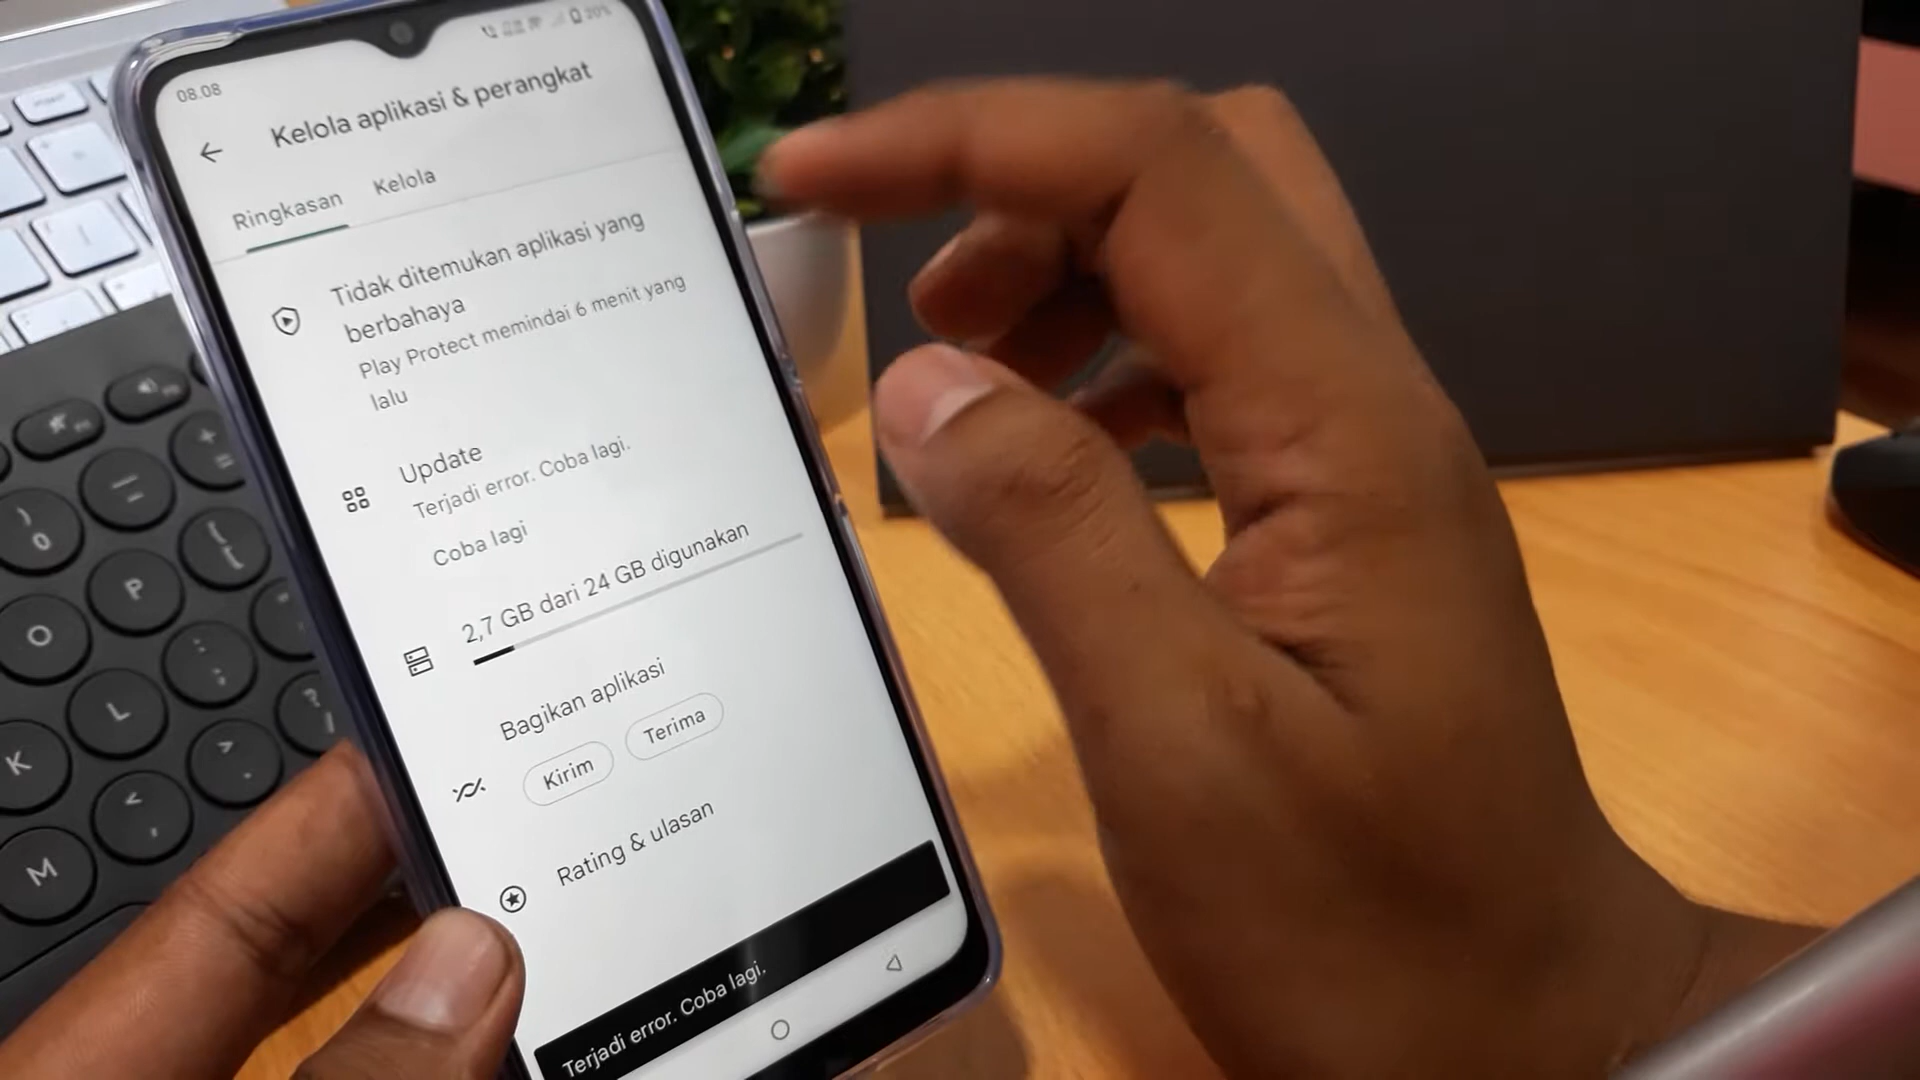 08.08
20%
Kelola aplikasi & perangkat
Ringkasan
Kelola
Tidak ditemukan aplikasi yang
berbahaya
Play Protect memindai 6 menit yang
lalu
Update
Terjadi error. Coba lagi.
Coba lagi
2,7 GB dari 24 GB digunakan
Bagikan aplikasi
Kirim
Terima
Rating & ulasan
Terjadi error. Coba lagi.
+
=
)
0
O
P
L
K
M
<
,
>
.
?